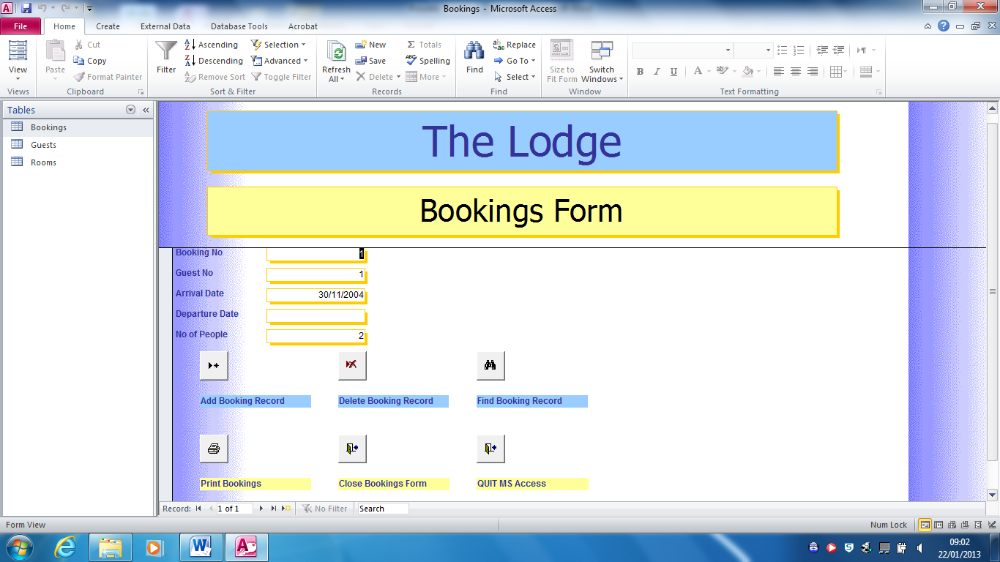 Bookings - Microsoft Access
File Home Create External Data Database Tools Acrobat
View
Views
Paste
Cut
Copy
Format Painter
Clipboard
Filter
Ascending
Descending
Remove Sort
Selection
Advanced
Toggle Filter
Sort & Filter
Refresh
All
New
Save
Delete
Totals
Spelling
More
Records
Find
Replace
Go To
Select
Find
Size to
Fit Form
Switch
Windows
Window
B I U
A
ab
Text Formatting
Tables
Bookings
Guests
Rooms
The Lodge
Bookings Form
Booking No 1
Guest No 1
Arrival Date 30/11/2004
Departure Date
No of People 2
Add Booking Record Delete Booking Record Find Booking Record
Print Bookings Close Bookings Form QUIT MS Access
Record: 1 of 1 No Filter Search
Form View Num Lock
09:02
22/01/2013